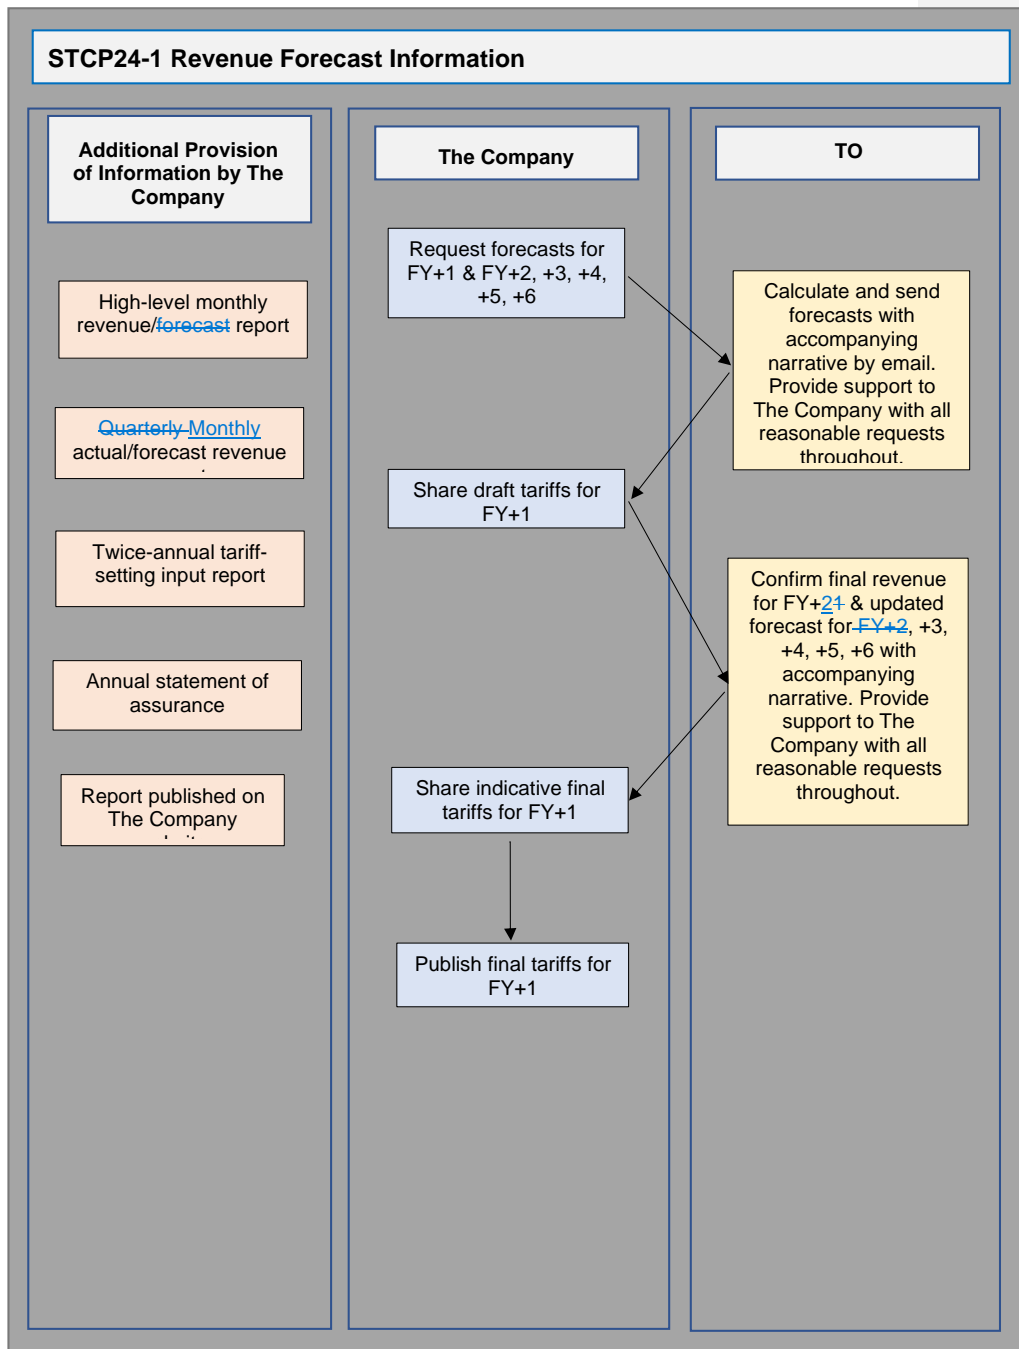 STCP24-1 Revenue Forecast Information
Additional Provision
of Information by The
Company
High-level monthly
revenue/forecast report
Quarterly Monthly
actual/forecast revenue
Twice-annual tariff-
setting input report
Annual statement of
assurance
Report published on
The Company
The Company
Request forecasts for
FY+1 & FY+2, +3, +4,
+5, +6
Share draft tariffs for
FY+1
Share indicative final
tariffs for FY+1
Publish final tariffs for
FY+1
TO
Calculate and send
forecasts with
accompanying
narrative by email.
Provide support to
The Company with all
reasonable requests
throughout.
Confirm final revenue
for FY+21 & updated
forecast for FY+2, +3,
+4, +5, +6 with
accompanying
narrative. Provide
support to The
Company with all
reasonable requests
throughout.